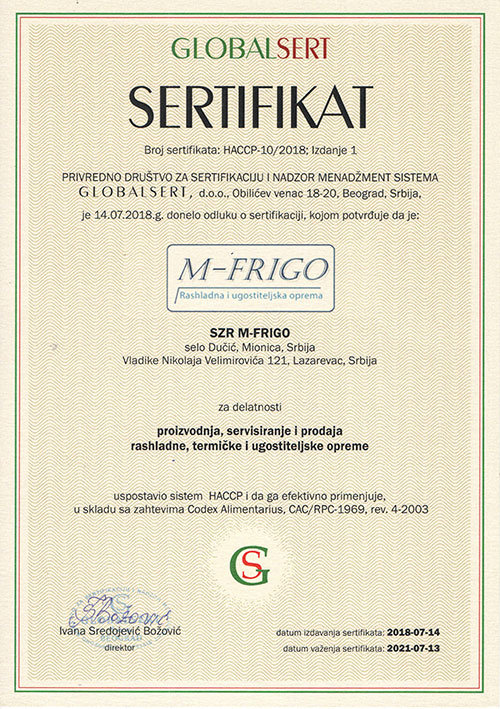 GLOBALSERT
SERTIFIKAT
Broj sertifikata: HACCP-10/2018; Izdanje 1
PRIVREDNO DRUŠTVO ZA SERTIFIKACIJU I NADZOR MENADŽMENT SISTEMA
GLOBALSERT, d.o.o., Obilićev venac 18-20, Beograd, Srbija,
je 14.07.2018.g. donelo odluku o sertifikaciji, kojom potvrđuje da je:
M-FRIGO
Rashladna i ugostiteljska oprema
SZR M-FRIGO
selo Dučić, Mionica, Srbija
Vladike Nikolaja Velimirovića 121, Lazarevac, Srbija
za delatnosti
proizvodnja, servisiranje i prodaja
rashladne, termičke i ugostiteljske opreme
uspostavio sistem HACCP i da ga efektivno primenjuje,
u skladu sa zahtevima Codex Alimentarius, CAC/RPC-1969, rev. 4-2003
GS
BEOGRAD
Ivana Sredojević Božović
direktor
datum izdavanja sertifikata: 2018-07-14
datum važenja sertifikata: 2021-07-13